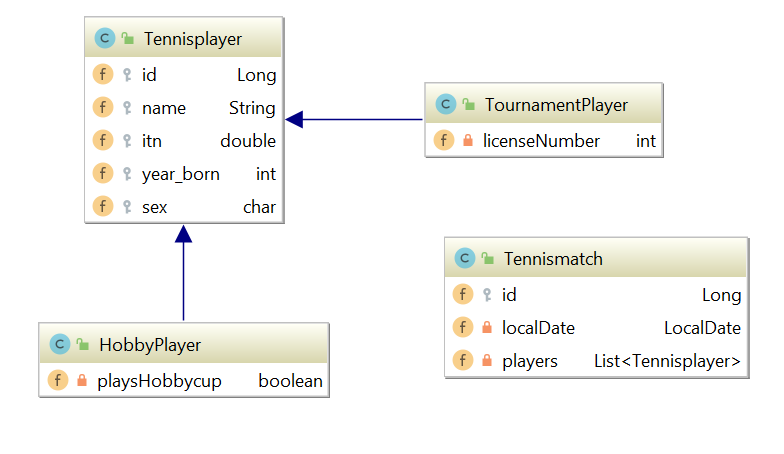 Tennisplayer
id Long
name String
itn double
year_born int
sex char
TournamentPlayer
licenseNumber int
Tennismatch
id Long
localDate LocalDate
players List<Tennisplayer>
HobbyPlayer
playsHobbycup boolean